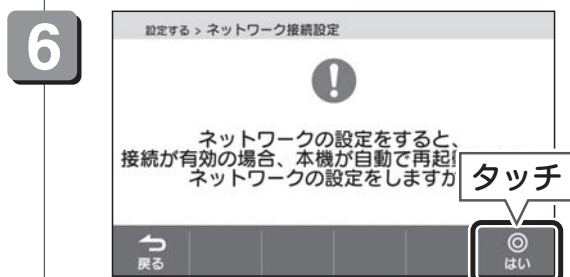 6
設定する > ネットワーク接続設定
ネットワークの設定をすると、
接続が有効の場合、本機が自動で再起
ネットワークの設定をしますか
タッチ
戻る
はい